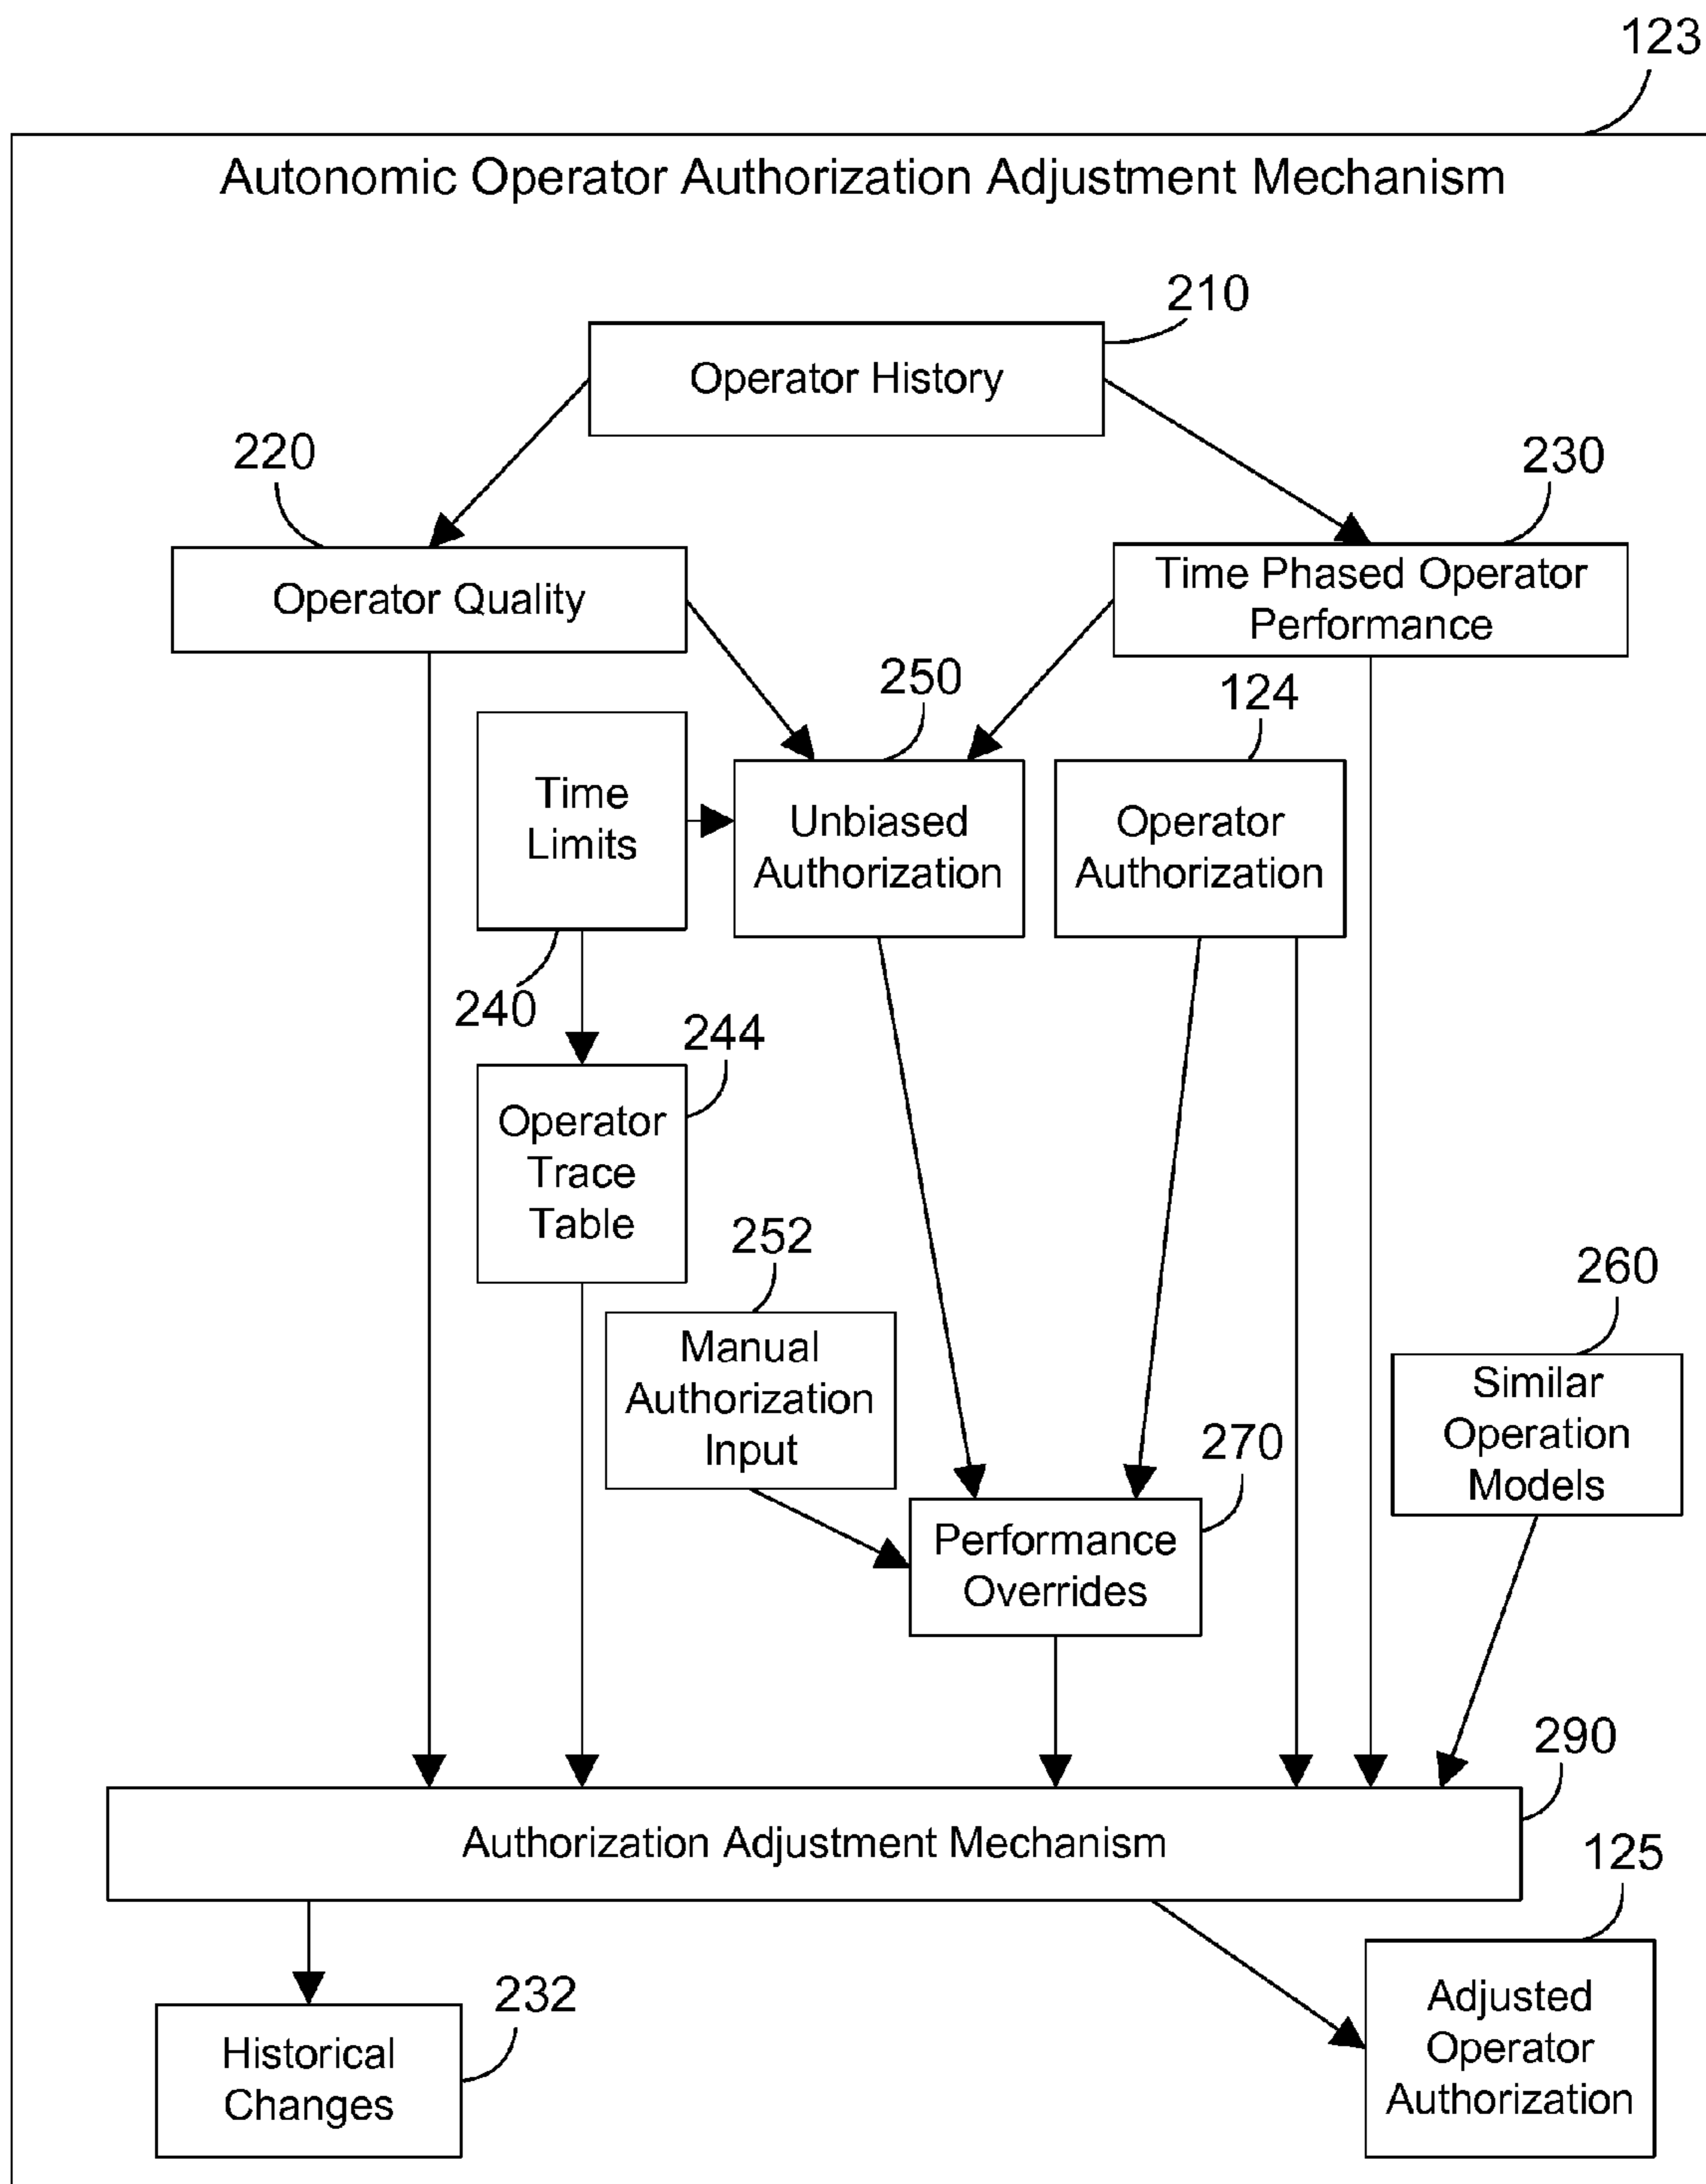 123
Autonomic Operator Authorization Adjustment Mechanism
210
Operator History
220
230
Operator Quality
Time Phased Operator
Performance
250
124
Time
Limits
Unbiased
Authorization
Operator
Authorization
240
244
Operator
Trace
Table
252
260
Manual
Authorization
Input
Similar
Operation
Models
270
Performance
Overrides
290
Authorization Adjustment Mechanism
125
232
Historical
Changes
Adjusted
Operator
Authorization